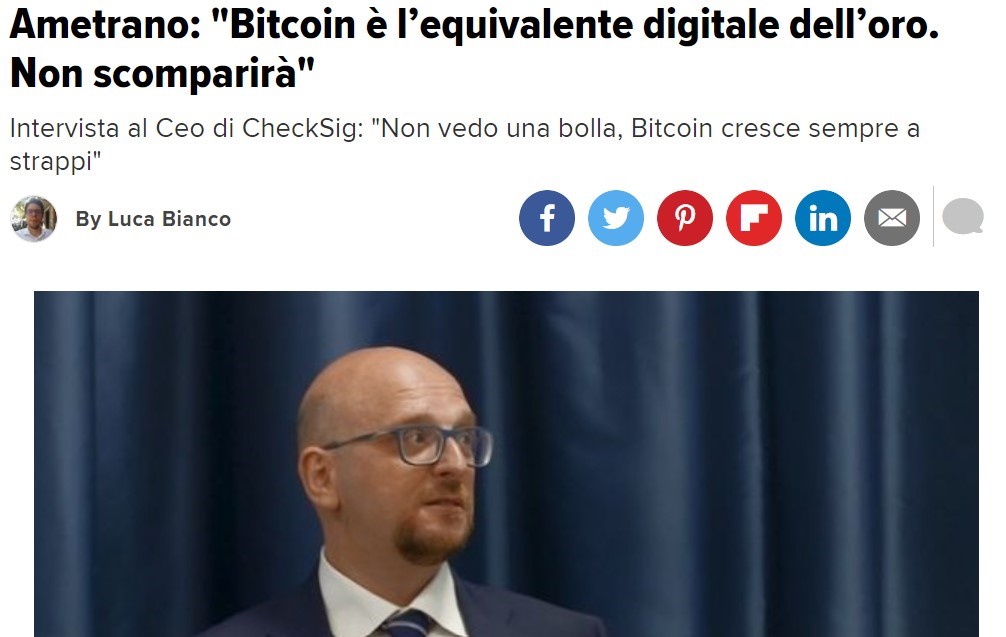 Ametrano: "Bitcoin è l’equivalente digitale dell’oro.
Non scomparirà"
Intervista al Ceo di CheckSig: "Non vedo una bolla, Bitcoin cresce sempre a
strappi"
By Luca Bianco